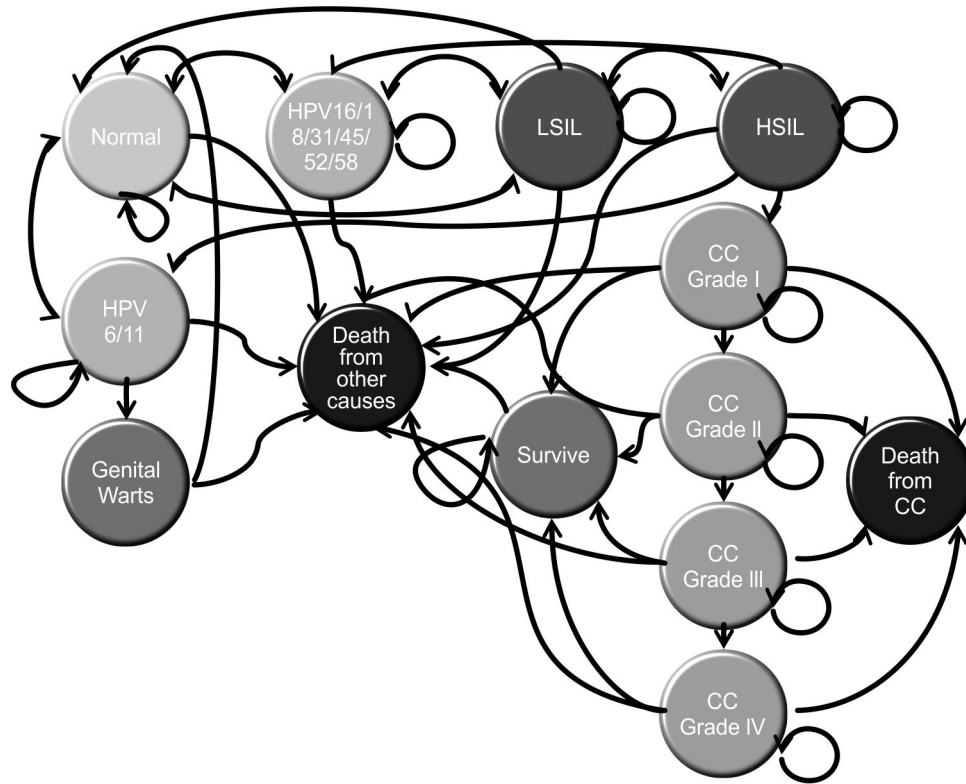 Normal
HPV16/1
8/31/45/
52/58
LSIL
HSIL
CC
Grade I
HPV
6/11
Death
from
other
causes
CC
Grade II
Genital
Warts
Survive
Death
from
CC
CC
Grade III
CC
Grade IV